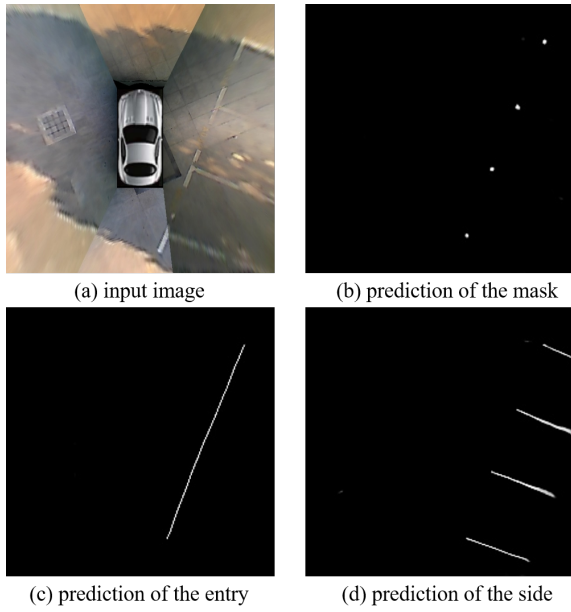 (a) input image
(b) prediction of the mask
(c) prediction of the entry
(d) prediction of the side